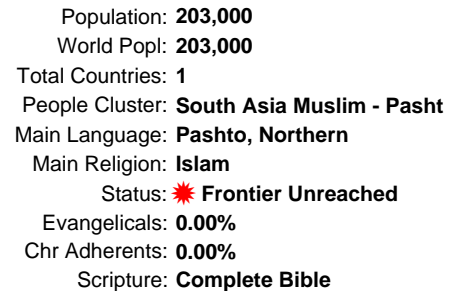 Population: 203,000
World Popl: 203,000
Total Countries: 1
People Cluster: South Asia Muslim - Pasht
Main Language: Pashto, Northern
Main Religion: Islam
Status: Frontier Unreached
Evangelicals: 0.00%
Chr Adherents: 0.00%
Scripture: Complete Bible